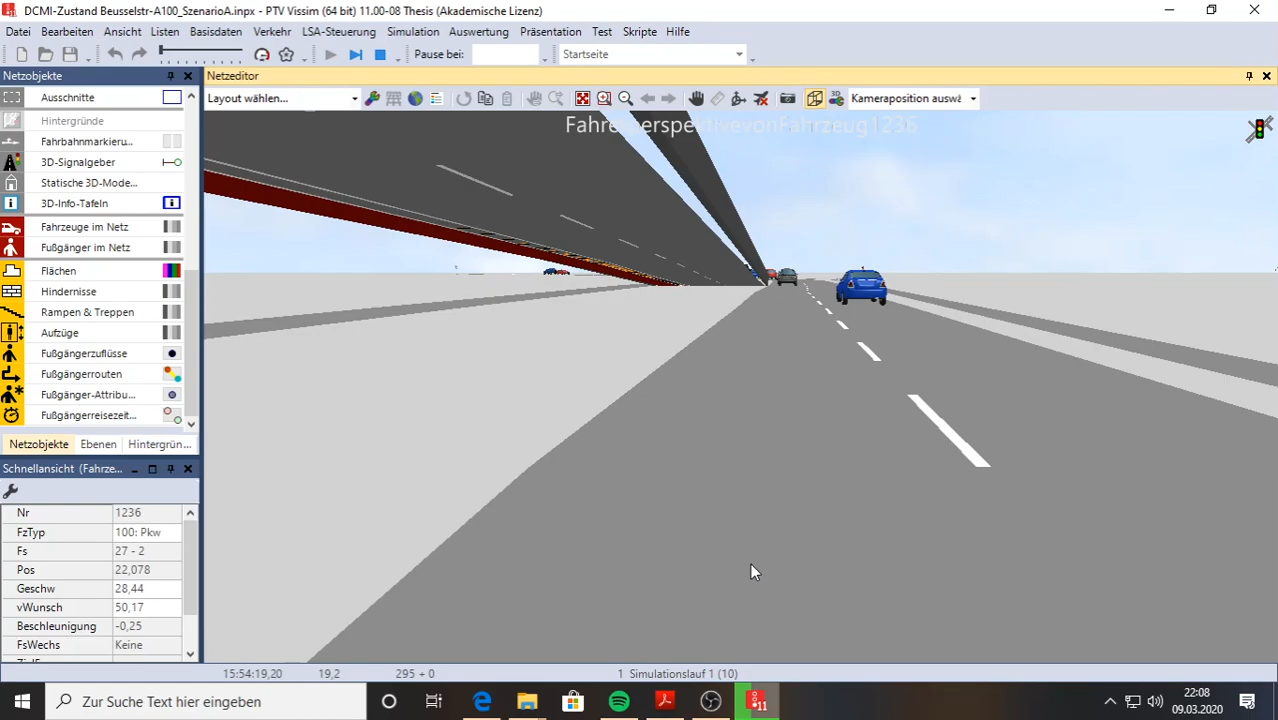 DCMI-Zustand Beusselstr-A100_SzenarioA.inpx - PTV Vissim (64 bit) 11.00-08 Thesis (Akademische Lizenz)
Datei Bearbeiten Ansicht Listen Basisdaten Verkehr LSA-Steuerung Simulation Auswertung Präsentation Test Skripte Hilfe
Pause bei: Startseite
Netzobjekte
Netzeditor
Layout wählen...
Kameraposition auswä
Ausschnitte
Hintergründe
Fahrbahnmarkieru...
3D-Signalgeber
Statische 3D-Mode...
3D-Info-Tafeln
Fahrzeuge im Netz
Fußgänger im Netz
Flächen
Hindernisse
Rampen & Treppen
Aufzüge
Fußgängerzuflüsse
Fußgängerrouten
Fußgänger-Attribu...
Fußgängerreisezeit...
Netzobjekte Ebenen Hintergrün...
Schnellansicht (Fahrze...
Nr 1236
FzTyp 100: Pkw
Fs 27 - 2
Pos 22,078
Geschw 28,44
vWunsch 50,17
Beschleunigung -0,25
FsWechs Keine
FahrerperspektivevonFahrzeug1236
15:54:19,20 19,2 295 + 0 1 Simulationslauf 1 (10)
Zur Suche Text hier eingeben
11
22:08
09.03.2020